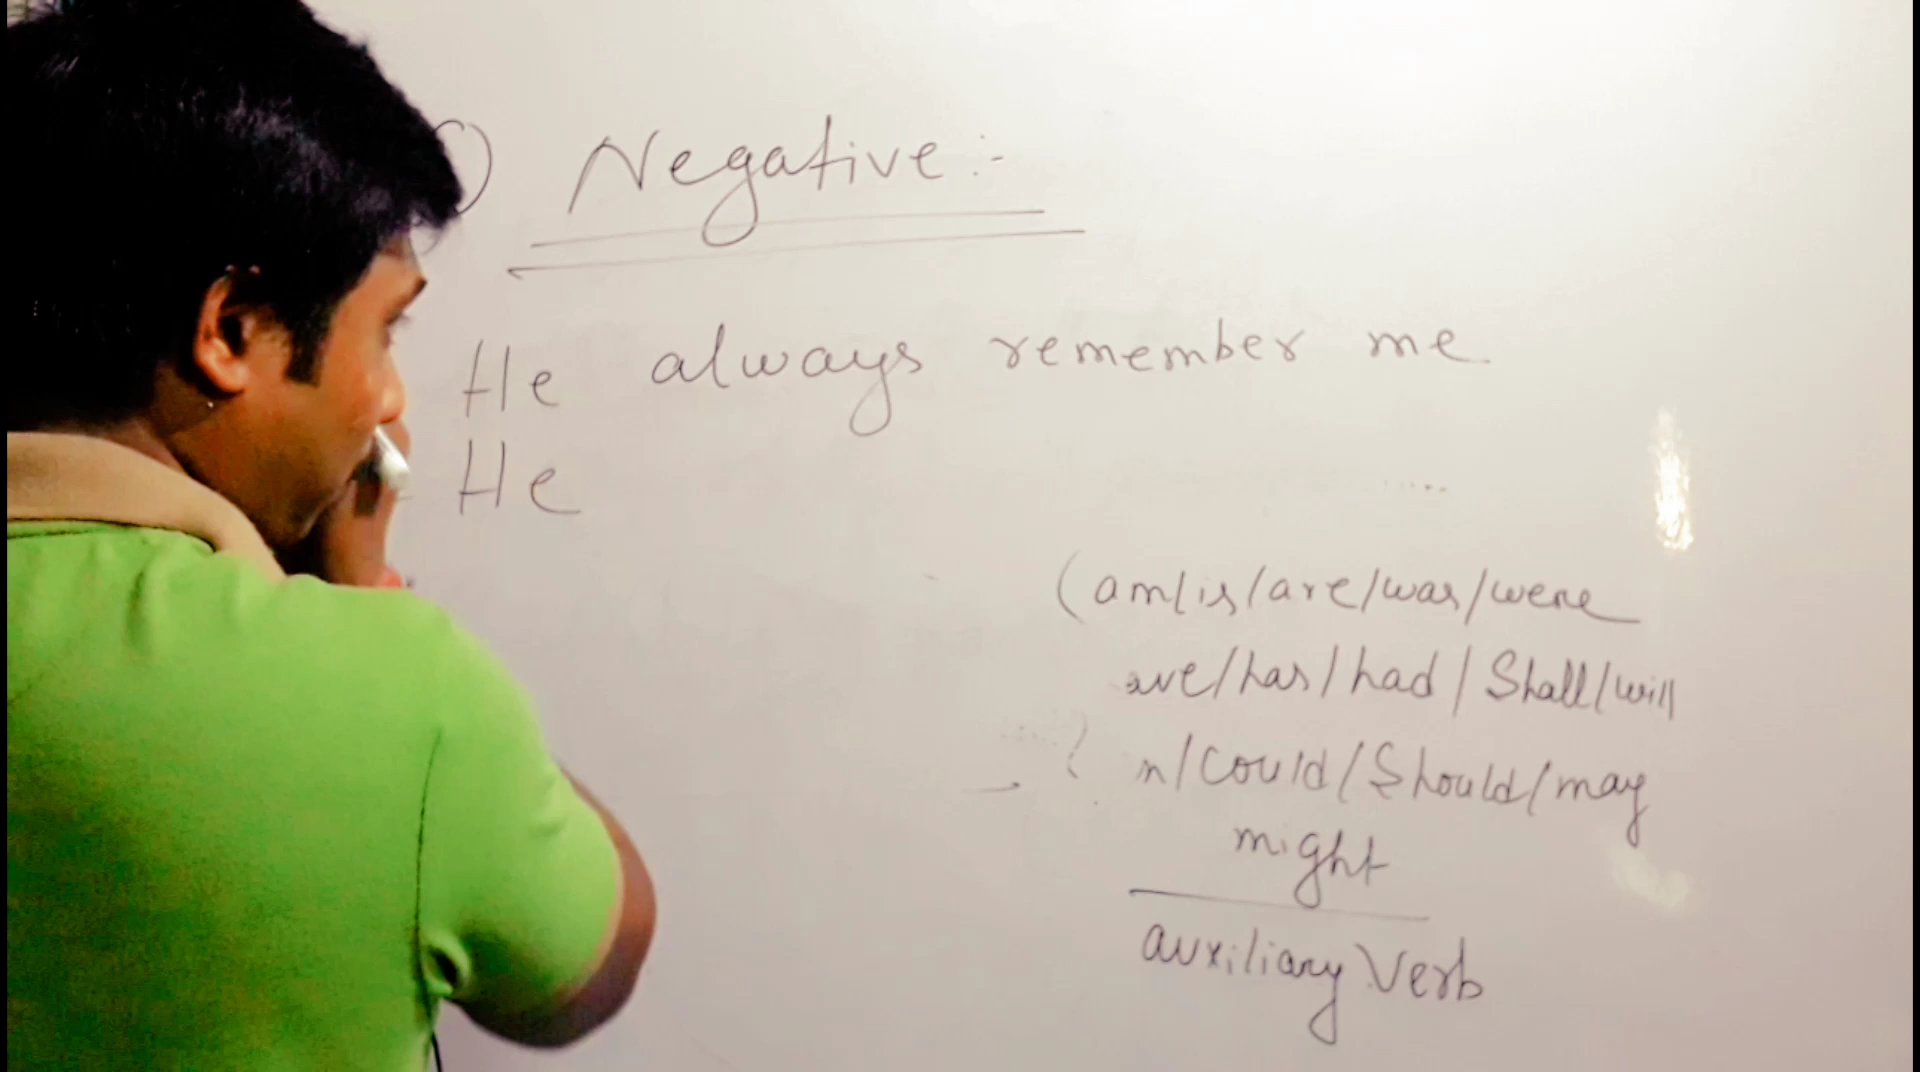 ) Negative :-
He always remember me
He
(am/is/are/was/were
ave/has/had/Shall/will
n/could/Should/may
might
auxiliary Verb